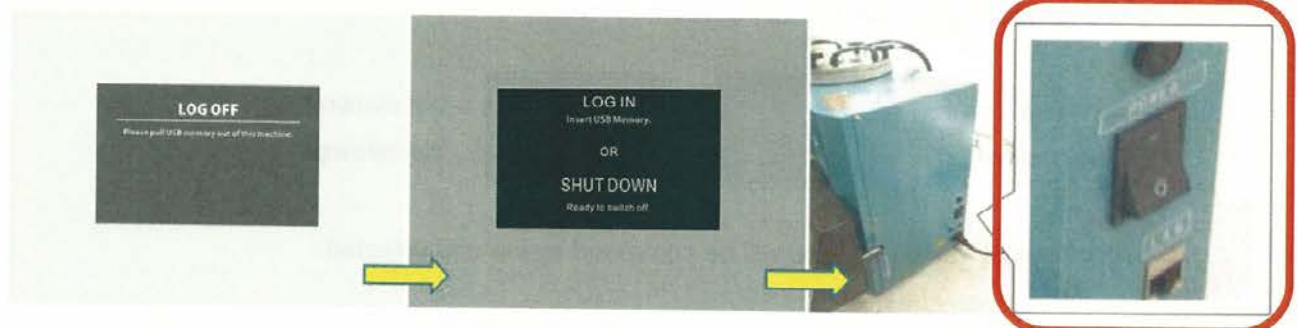 LOG OFF
Please pull USB memory out of this machine.
LOG IN
Insert USB Memory.
OR
SHUT DOWN
Ready to switch off
POWER
LAN